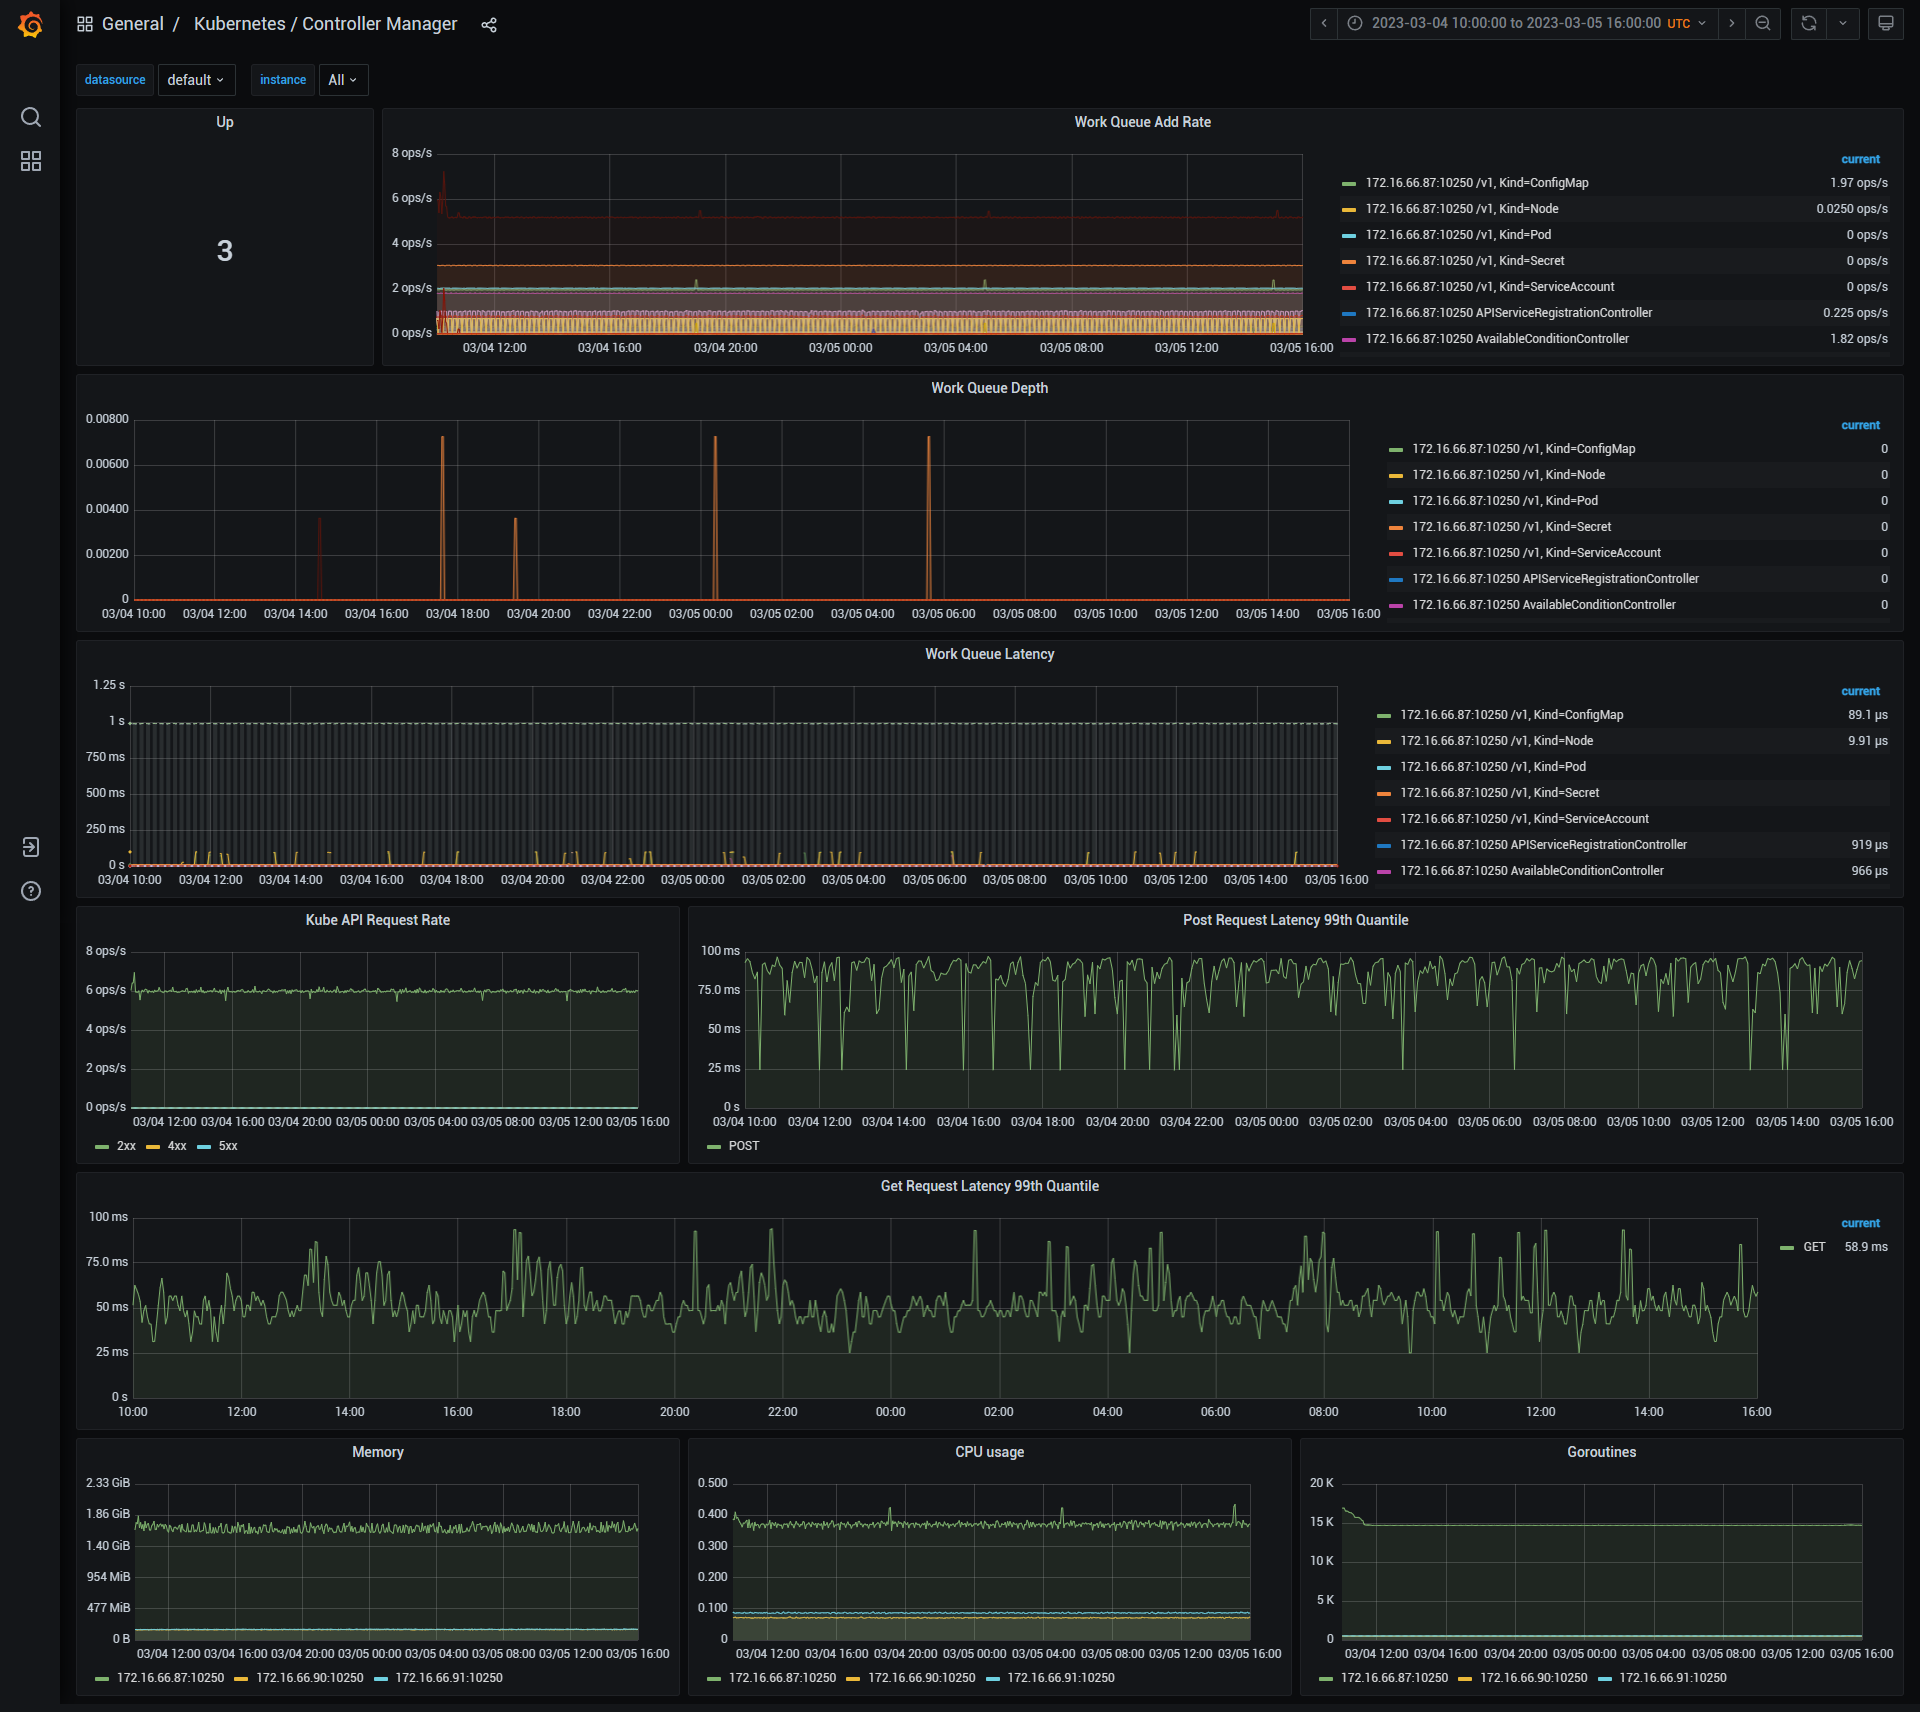 General / Kubernetes / Controller Manager
2023-03-04 10:00:00 to 2023-03-05 16:00:00 UTC
datasource default instance All
Up
3
Work Queue Add Rate
8 ops/s
6 ops/s
4 ops/s
2 ops/s
0 ops/s
03/04 12:00 03/04 16:00 03/04 20:00 03/05 00:00 03/05 04:00 03/05 08:00 03/05 12:00 03/05 16:00
current
172.16.66.87:10250 /v1, Kind=ConfigMap 1.97 ops/s
172.16.66.87:10250 /v1, Kind=Node 0.0250 ops/s
172.16.66.87:10250 /v1, Kind=Pod 0 ops/s
172.16.66.87:10250 /v1, Kind=Secret 0 ops/s
172.16.66.87:10250 /v1, Kind=ServiceAccount 0 ops/s
172.16.66.87:10250 APIServiceRegistrationController 0.225 ops/s
172.16.66.87:10250 AvailableConditionController 1.82 ops/s
Work Queue Depth
0.00800
0.00600
0.00400
0.00200
0
03/04 10:00 03/04 12:00 03/04 14:00 03/04 16:00 03/04 18:00 03/04 20:00 03/04 22:00 03/05 00:00 03/05 02:00 03/05 04:00 03/05 06:00 03/05 08:00 03/05 10:00 03/05 12:00 03/05 14:00 03/05 16:00
current
172.16.66.87:10250 /v1, Kind=ConfigMap 0
172.16.66.87:10250 /v1, Kind=Node 0
172.16.66.87:10250 /v1, Kind=Pod 0
172.16.66.87:10250 /v1, Kind=Secret 0
172.16.66.87:10250 /v1, Kind=ServiceAccount 0
172.16.66.87:10250 APIServiceRegistrationController 0
172.16.66.87:10250 AvailableConditionController 0
Work Queue Latency
1.25 s
1 s
750 ms
500 ms
250 ms
0 s
03/04 10:00 03/04 12:00 03/04 14:00 03/04 16:00 03/04 18:00 03/04 20:00 03/04 22:00 03/05 00:00 03/05 02:00 03/05 04:00 03/05 06:00 03/05 08:00 03/05 10:00 03/05 12:00 03/05 14:00 03/05 16:00
current
172.16.66.87:10250 /v1, Kind=ConfigMap 89.1 µs
172.16.66.87:10250 /v1, Kind=Node 9.91 µs
172.16.66.87:10250 /v1, Kind=Pod
172.16.66.87:10250 /v1, Kind=Secret
172.16.66.87:10250 /v1, Kind=ServiceAccount
172.16.66.87:10250 APIServiceRegistrationController 919 µs
172.16.66.87:10250 AvailableConditionController 966 µs
Kube API Request Rate
8 ops/s
6 ops/s
4 ops/s
2 ops/s
0 ops/s
03/04 12:00 03/04 16:00 03/04 20:00 03/05 00:00 03/05 04:00 03/05 08:00 03/05 12:00 03/05 16:00
2xx 4xx 5xx
Post Request Latency 99th Quantile
100 ms
75.0 ms
50 ms
25 ms
0 s
03/04 10:00 03/04 12:00 03/04 14:00 03/04 16:00 03/04 18:00 03/04 20:00 03/04 22:00 03/05 00:00 03/05 02:00 03/05 04:00 03/05 06:00 03/05 08:00 03/05 10:00 03/05 12:00 03/05 14:00 03/05 16:00
POST
Get Request Latency 99th Quantile
100 ms
75.0 ms
50 ms
25 ms
0 s
10:00 12:00 14:00 16:00 18:00 20:00 22:00 00:00 02:00 04:00 06:00 08:00 10:00 12:00 14:00 16:00
current
GET 58.9 ms
Memory
2.33 GiB
1.86 GiB
1.40 GiB
954 MiB
477 MiB
0 B
03/04 12:00 03/04 16:00 03/04 20:00 03/05 00:00 03/05 04:00 03/05 08:00 03/05 12:00 03/05 16:00
172.16.66.87:10250 172.16.66.90:10250 172.16.66.91:10250
CPU usage
0.500
0.400
0.300
0.200
0.100
0
03/04 12:00 03/04 16:00 03/04 20:00 03/05 00:00 03/05 04:00 03/05 08:00 03/05 12:00 03/05 16:00
172.16.66.87:10250 172.16.66.90:10250 172.16.66.91:10250
Goroutines
20 K
15 K
10 K
5 K
0
03/04 12:00 03/04 16:00 03/04 20:00 03/05 00:00 03/05 04:00 03/05 08:00 03/05 12:00 03/05 16:00
172.16.66.87:10250 172.16.66.90:10250 172.16.66.91:10250